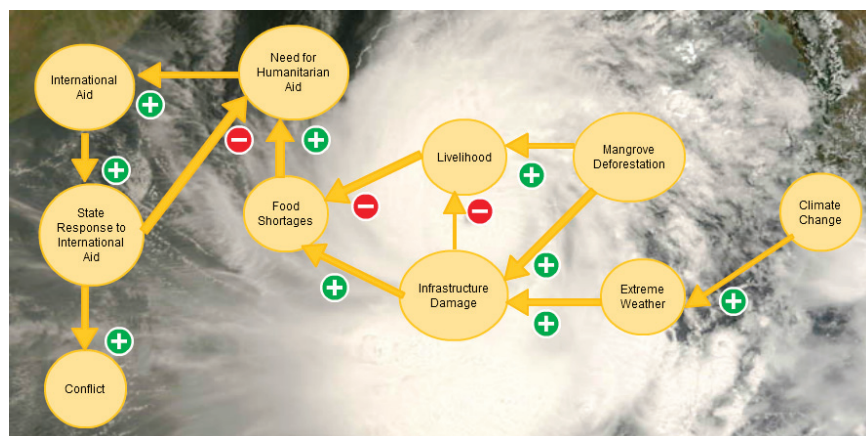 International
Aid
Need for
Humanitarian
Aid
Livelihood
Mangrove
Deforestation
Climate
Change
State
Response to
International
Aid
Food
Shortages
Infrastructure
Damage
Extreme
Weather
Conflict